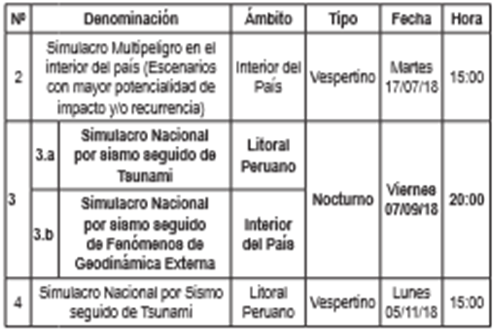 Nº Denominación Ámbito Tipo Fecha Hora
2 Simulacro Multipeligro en el interior del país (Escenarios con mayor potencialidad de impacto y/o recurrencia) Interior del País Vespertino Martes 17/07/18 15:00
3 3.a Simulacro Nacional por sismo seguido de Tsunami Litoral Peruano Nocturno Viernes 07/09/18 20:00
3.b Simulacro Nacional por sismo seguido de Fenómenos de Geodinámica Externa Interior del País
4 Simulacro Nacional por Sismo seguido de Tsunami Litoral Peruano Vespertino Lunes 05/11/18 15:00